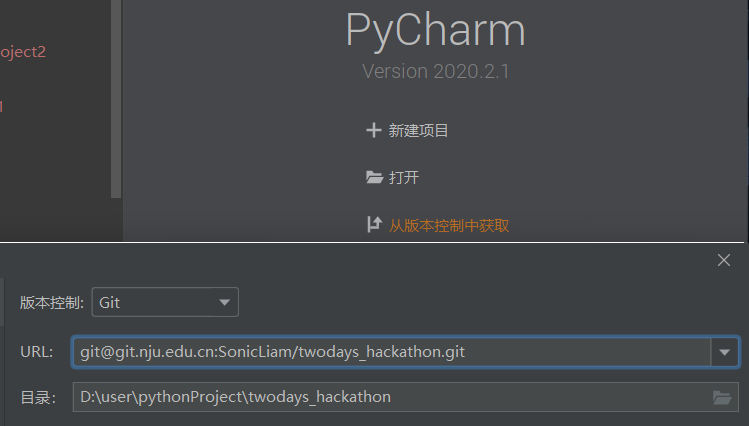 PyCharm
oject2
Version 2020.2.1
新建项目
打开
从版本控制中获取
版本控制: Git
URL: git@git.nju.edu.cn:SonicLiam/twodays_hackathon.git
目录: D:\user\pythonProject\twodays_hackathon